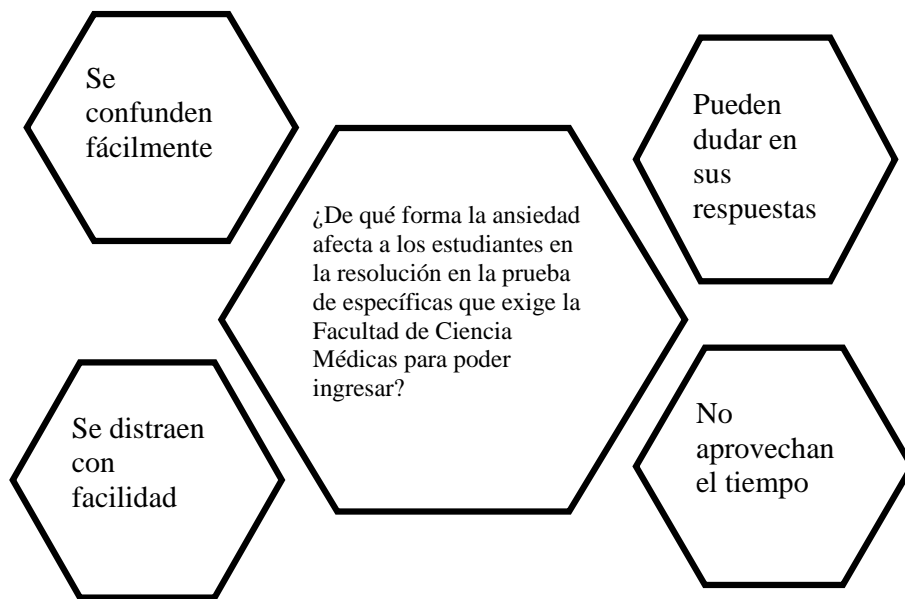 Se
confunden
fácilmente
Pueden
dudar en
sus
respuestas
¿De qué forma la ansiedad
afecta a los estudiantes en
la resolución en la prueba
de específicas que exige la
Facultad de Ciencia
Médicas para poder
ingresar?
Se distraen
con
facilidad
No
aprovechan
el tiempo